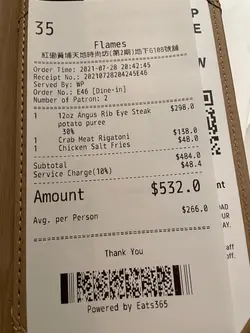 35
Flames
紅磡黃埔天地時尚坊(第2期)地下G10B號舖
Order Time: 2021-07-28 20:42:45
Receipt No.: 20210728204245E46
Served By: WP
Order No.: E46 [Dine-in]
Number of Patron: 2
1 12oz Angus Rib Eye Steak $298.0
potato puree
30%
1 Crab Meat Rigatoni $138.0
1 Chicken Salt Fries $48.0
Subtotal $484.0
Service Charge(10%) $48.4
Amount $532.0
Avg. per Person $266.0
Thank You
Powered by Eats365
P
E
W